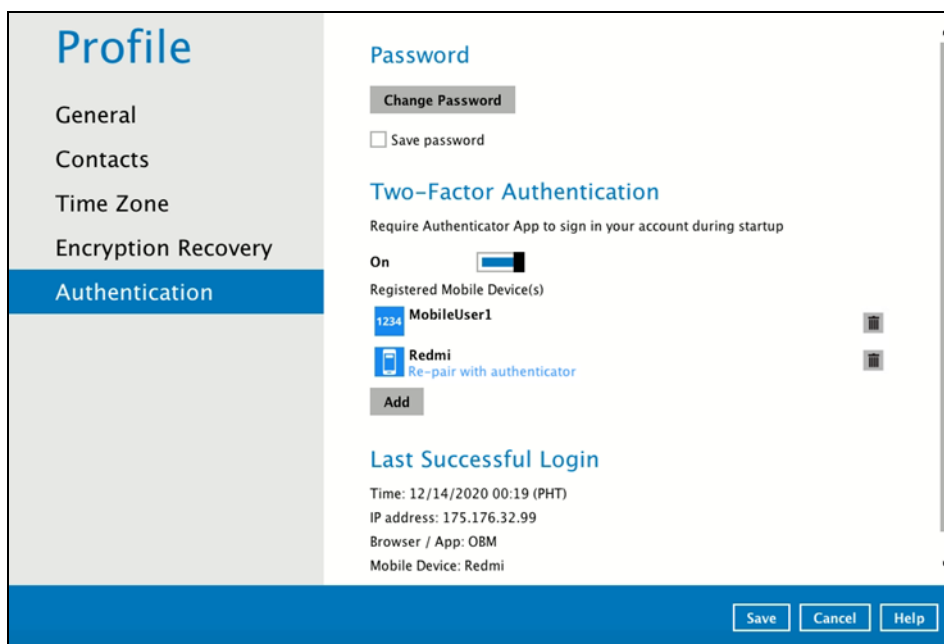 Profile
General
Contacts
Time Zone
Encryption Recovery
Authentication
Password
Change Password
Save password
Two-Factor Authentication
Require Authenticator App to sign in your account during startup
On
Registered Mobile Device(s)
1234 MobileUser1
Redmi
Re-pair with authenticator
Add
Last Successful Login
Time: 12/14/2020 00:19 (PHT)
IP address: 175.176.32.99
Browser / App: OBM
Mobile Device: Redmi
Save Cancel Help